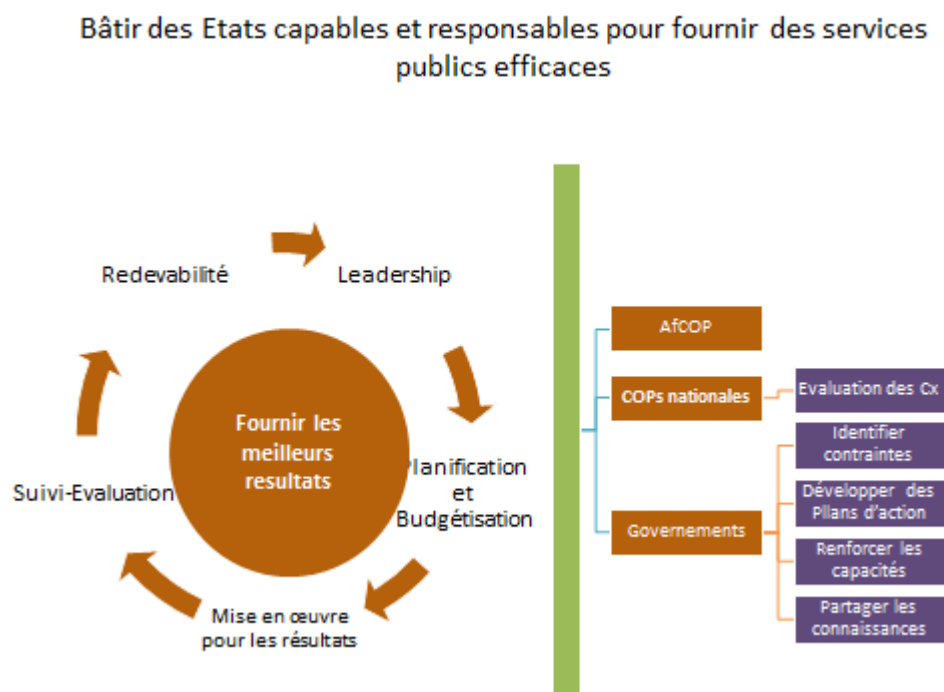 Bâtir des Etats capables et responsables pour fournir des services
publics efficaces
Redevabilité
Leadership
Fournir les
meilleurs
resultats
Planification
et
Budgétisation
Suivi-Evaluation
Mise en œuvre
pour les résultats
AfCOP
COPs nationales
Governements
Evaluation des Cx
Identifier
contraintes
Développer des
Pllans d'action
Renforcer les
capacités
Partager les
connaissances